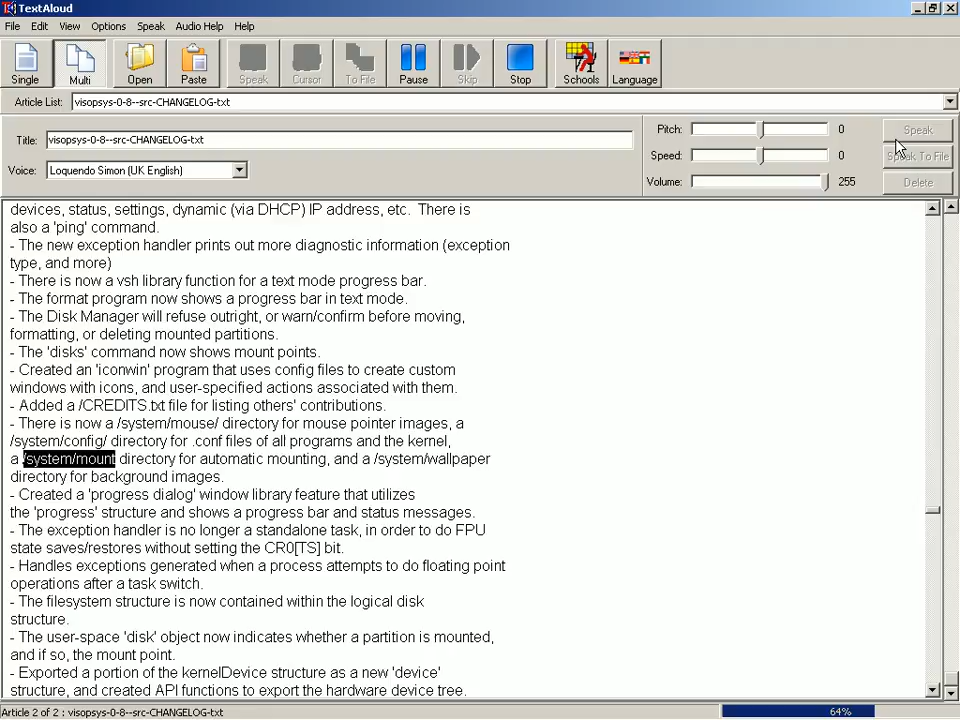 TextAloud
File Edit View Options Speak Audio Help Help
Single Multi Open Paste Speak Cursor To File Pause Skip Stop Schools Language
Article List: visopsys-0-8--src-CHANGELOG-txt
Title: visopsys-0-8--src-CHANGELOG-txt
Voice: Loquendo Simon (UK English)
Pitch: 0 Speak
Speed: 0 Speak To File
Volume: 255 Delete
devices, status, settings, dynamic (via DHCP) IP address, etc.  There is
also a 'ping' command.
- The new exception handler prints out more diagnostic information (exception
type, and more)
- There is now a vsh library function for a text mode progress bar.
- The format program now shows a progress bar in text mode.
- The Disk Manager will refuse outright, or warn/confirm before moving,
formatting, or deleting mounted partitions.
- The 'disks' command now shows mount points.
- Created an 'iconwin' program that uses config files to create custom
windows with icons, and user-specified actions associated with them.
- Added a /CREDITS.txt file for listing others' contributions.
- There is now a /system/mouse/ directory for mouse pointer images, a
/system/config/ directory for .conf files of all programs and the kernel,
a /system/mount directory for automatic mounting, and a /system/wallpaper
directory for background images.
- Created a 'progress dialog' window library feature that utilizes
the 'progress' structure and shows a progress bar and status messages.
- The exception handler is no longer a standalone task, in order to do FPU
state saves/restores without setting the CR0[TS] bit.
- Handles exceptions generated when a process attempts to do floating point
operations after a task switch.
- The filesystem structure is now contained within the logical disk
structure.
- The user-space 'disk' object now indicates whether a partition is mounted,
and if so, the mount point.
- Exported a portion of the kernelDevice structure as a new 'device'
structure, and created API functions to export the hardware device tree.
Article 2 of 2 : visopsys-0-8--src-CHANGELOG-txt 64%